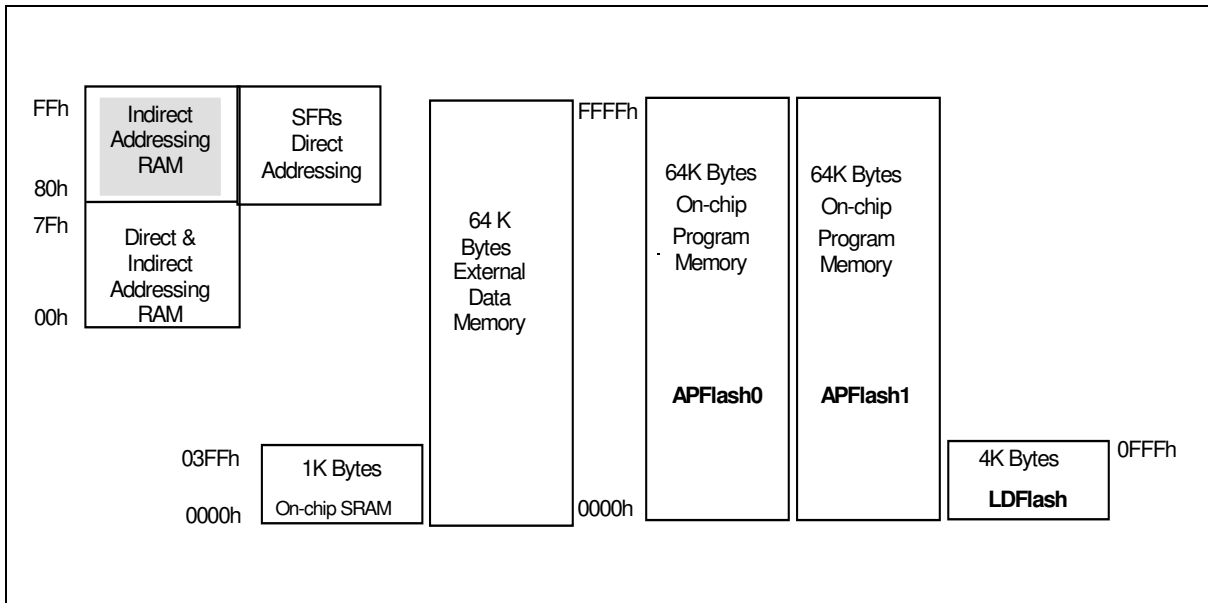 FFh
Indirect
Addressing
RAM
80h
SFRs
Direct
Addressing
7Fh
Direct &
Indirect
Addressing
RAM
00h
03FFh
1K Bytes
On-chip SRAM
0000h
64 K
Bytes
External
Data
Memory
FFFFh
0000h
64K Bytes
On-chip
Program
Memory
APFlash0
64K Bytes
On-chip
Program
Memory
APFlash1
4K Bytes
LDFlash
0FFFh